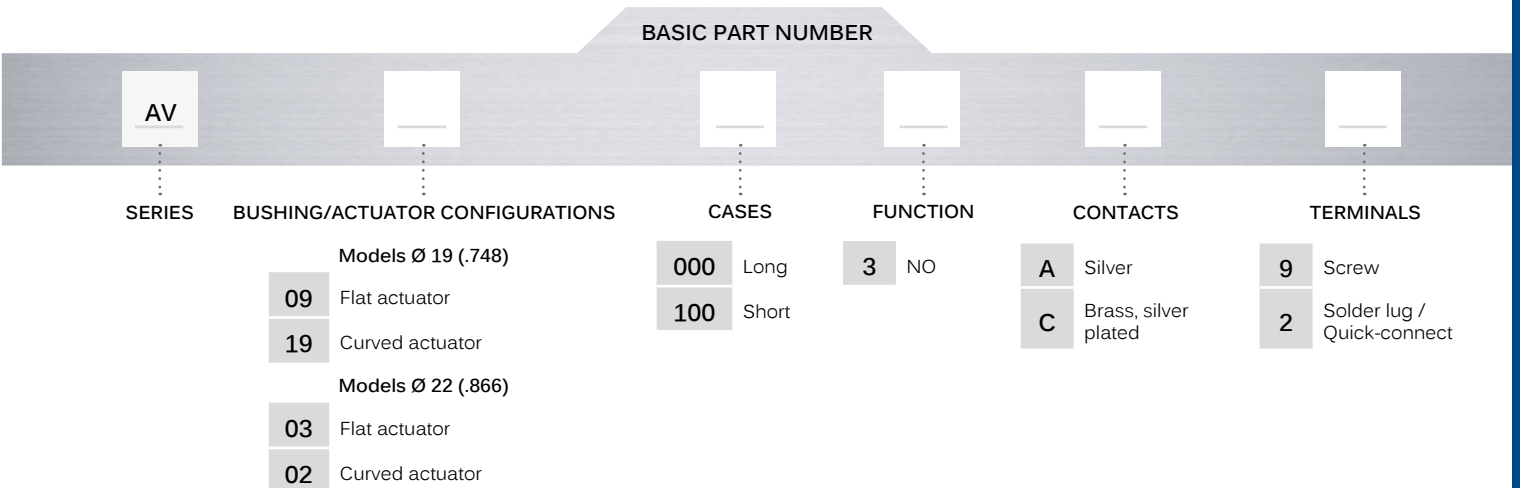 BASIC PART NUMBER
AV
SERIES
BUSHING/ACTUATOR CONFIGURATIONS
Models Ø 19 (.748)
09 Flat actuator
19 Curved actuator
Models Ø 22 (.866)
03 Flat actuator
02 Curved actuator
CASES
000 Long
100 Short
FUNCTION
3 NO
CONTACTS
A Silver
C Brass, silver
plated
TERMINALS
9 Screw
2 Solder lug /
Quick-connect